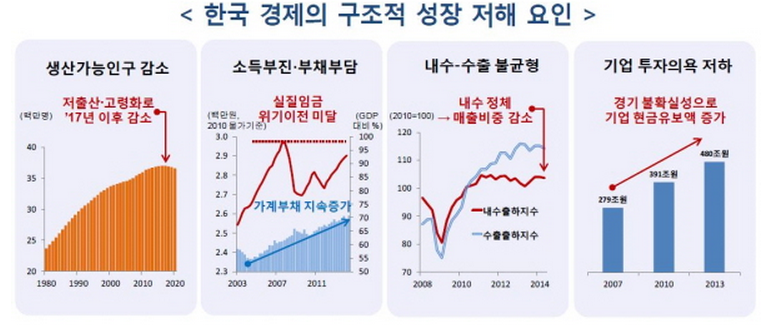 < 한국 경제의 구조적 성장 저해 요인 >
생산가능인구 감소
저출산·고령화로
'17년 이후 감소
(백만명)
40
35
30
25
20
1980 1990 2000 2010 2020
소득부진·부채부담
실질임금
위기이전 미달
(백만원,
2010 불가기준)
(GDP
대비 %)
3.0
2.9
2.8
2.7
2.6
2.5
2.4
2.3
100
95
90
85
80
75
70
65
60
55
50
가계부채 지속증가
2003 2007 2011
내수-수출 불균형
내수 정체
→ 매출비중 감소
(2010=100)
120
110
100
90
80
70
내수출하지수
수출출하지수
2008 2010 2012 2014
기업 투자의욕 저하
경기 불확실성으로
기업 현금유보액 증가
279조원
391조원
480조원
2007 2010 2013